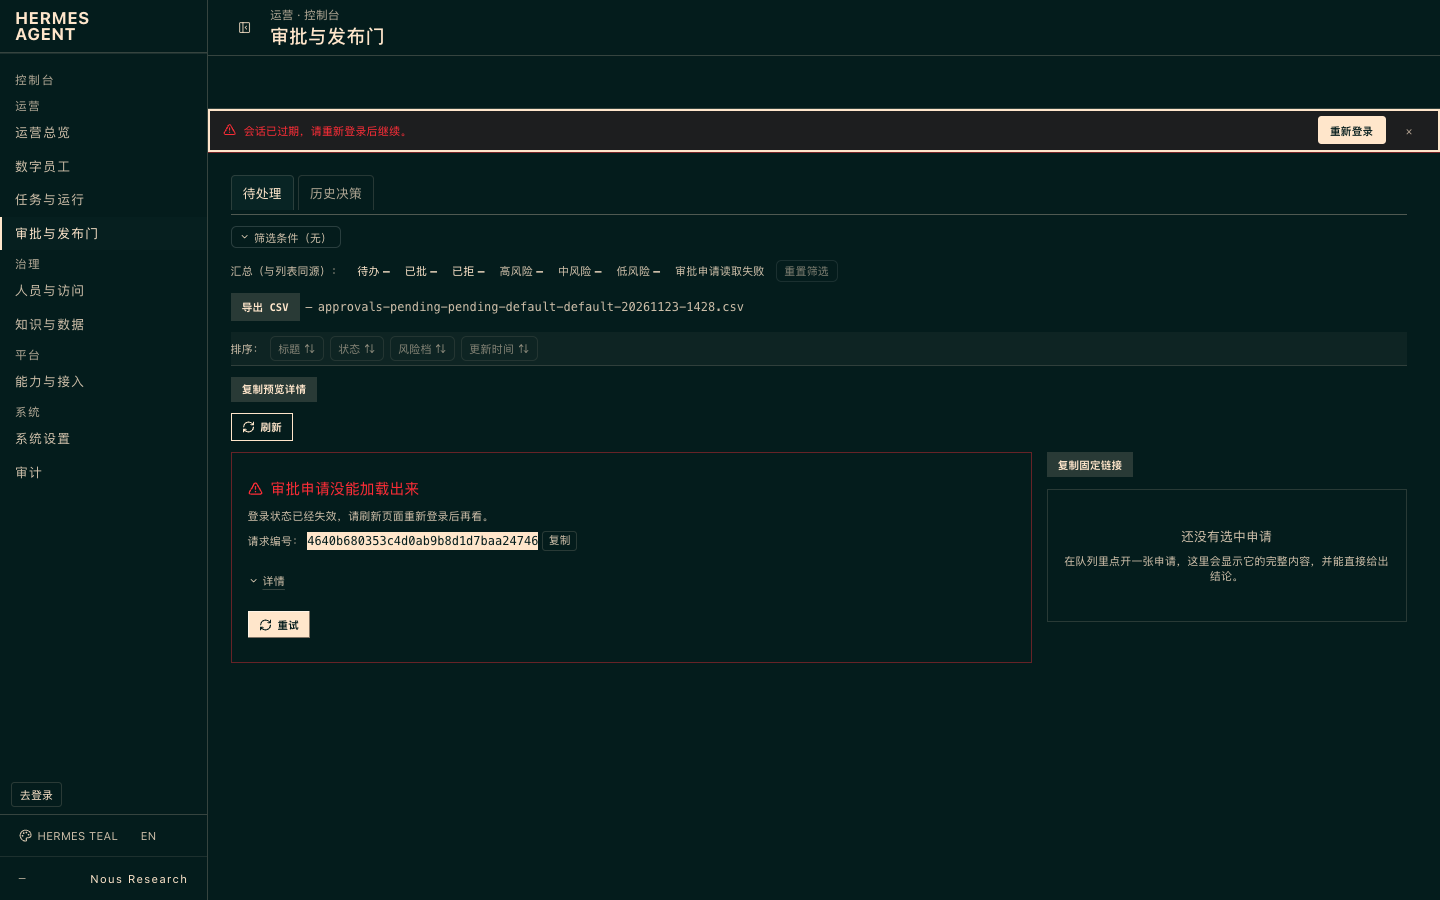 HERMES
AGENT
控制台
运营
运营总览
数字员工
任务与运行
审批与发布门
治理
人员与访问
知识与数据
平台
能力与接入
系统
系统设置
审计
去登录
HERMES TEAL EN
— Nous Research
运营 · 控制台
审批与发布门
会话已过期，请重新登录后继续。 重新登录 ×
待处理 历史决策
筛选条件（无）
汇总（与列表同源）： 待办 — 已批 — 已拒 — 高风险 — 中风险 — 低风险 — 审批申请读取失败 重置筛选
导出 CSV — approvals-pending-pending-default-default-20261123-1428.csv
排序： 标题 ⇅ 状态 ⇅ 风险档 ⇅ 更新时间 ⇅
复制预览详情
刷新
审批申请没能加载出来
登录状态已经失效，请刷新页面重新登录后再看。
请求编号： 4640b680353c4d0ab9b8d1d7baa24746 复制
详情
重试
复制固定链接
还没有选中申请
在队列里点开一张申请，这里会显示它的完整内容，并能直接给出
结论。